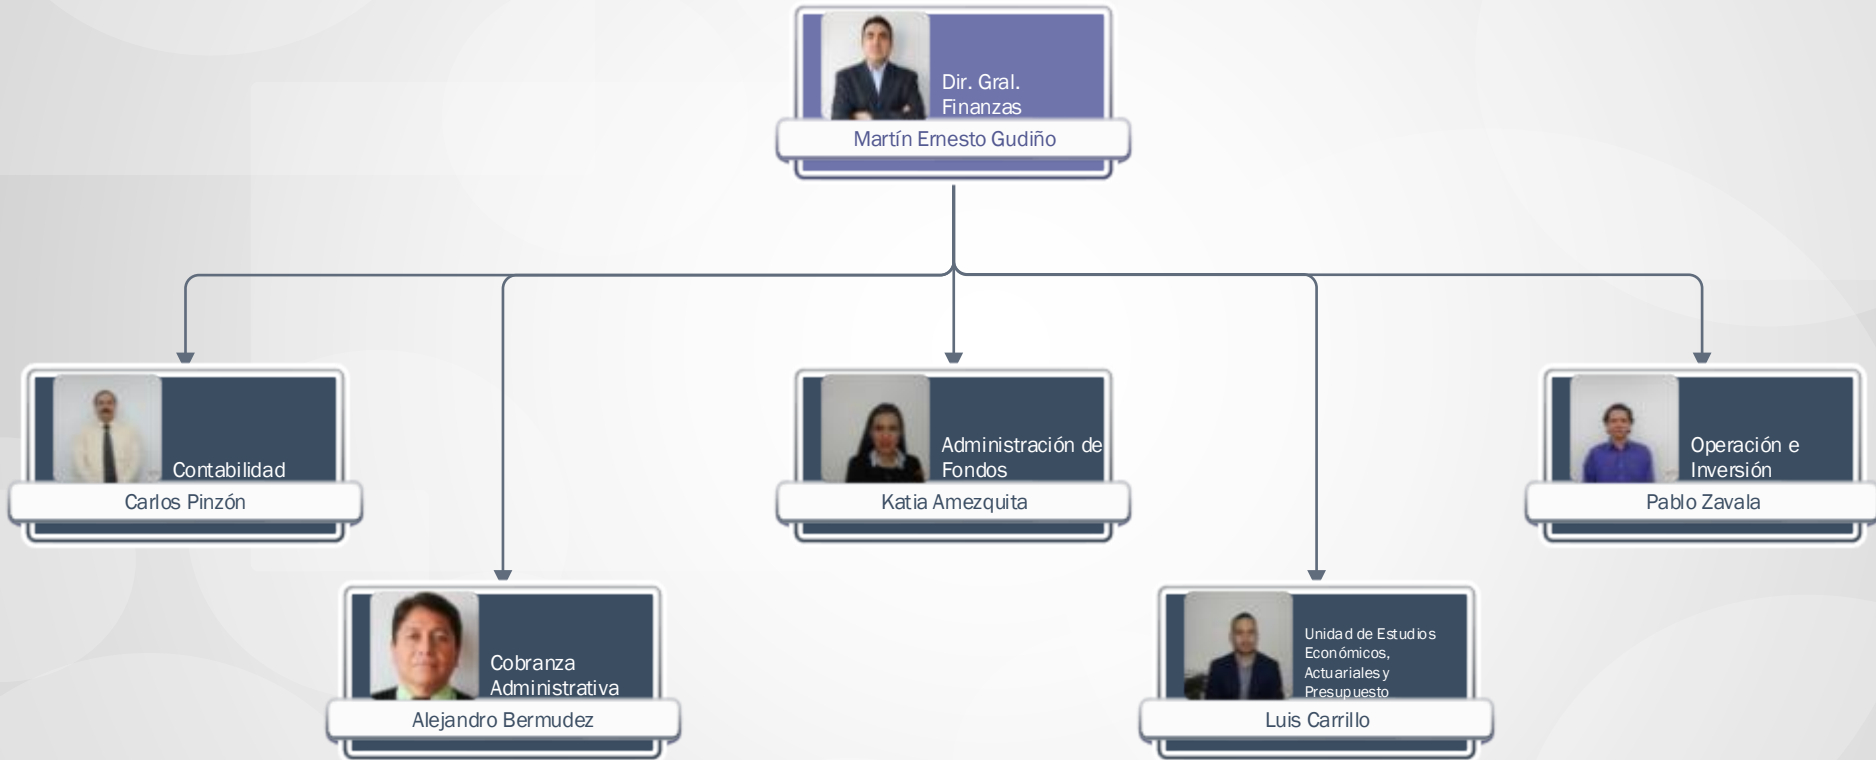 Dir. Gral.
Finanzas
Martín Ernesto Gudiño
Contabilidad
Carlos Pinzón
Administración de
Fondos
Katia Amezquita
Operación e
Inversión
Pablo Zavala
Cobranza
Administrativa
Alejandro Bermudez
Unidad de Estudios
Económicos,
Actuariales y
Presupuesto
Luis Carrillo